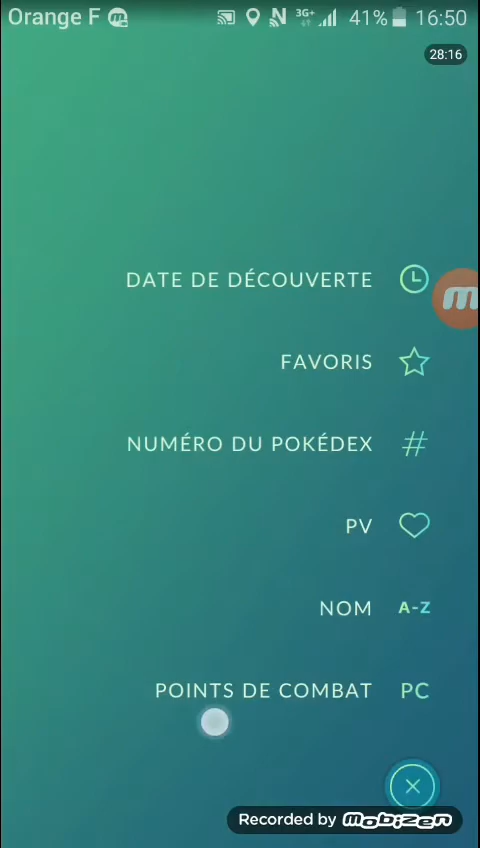 Orange F 3G+ 41% 16:50
28:16
DATE DE DÉCOUVERTE
FAVORIS
NUMÉRO DU POKÉDEX #
PV
NOM A-Z
POINTS DE COMBAT PC
Recorded by mobizen